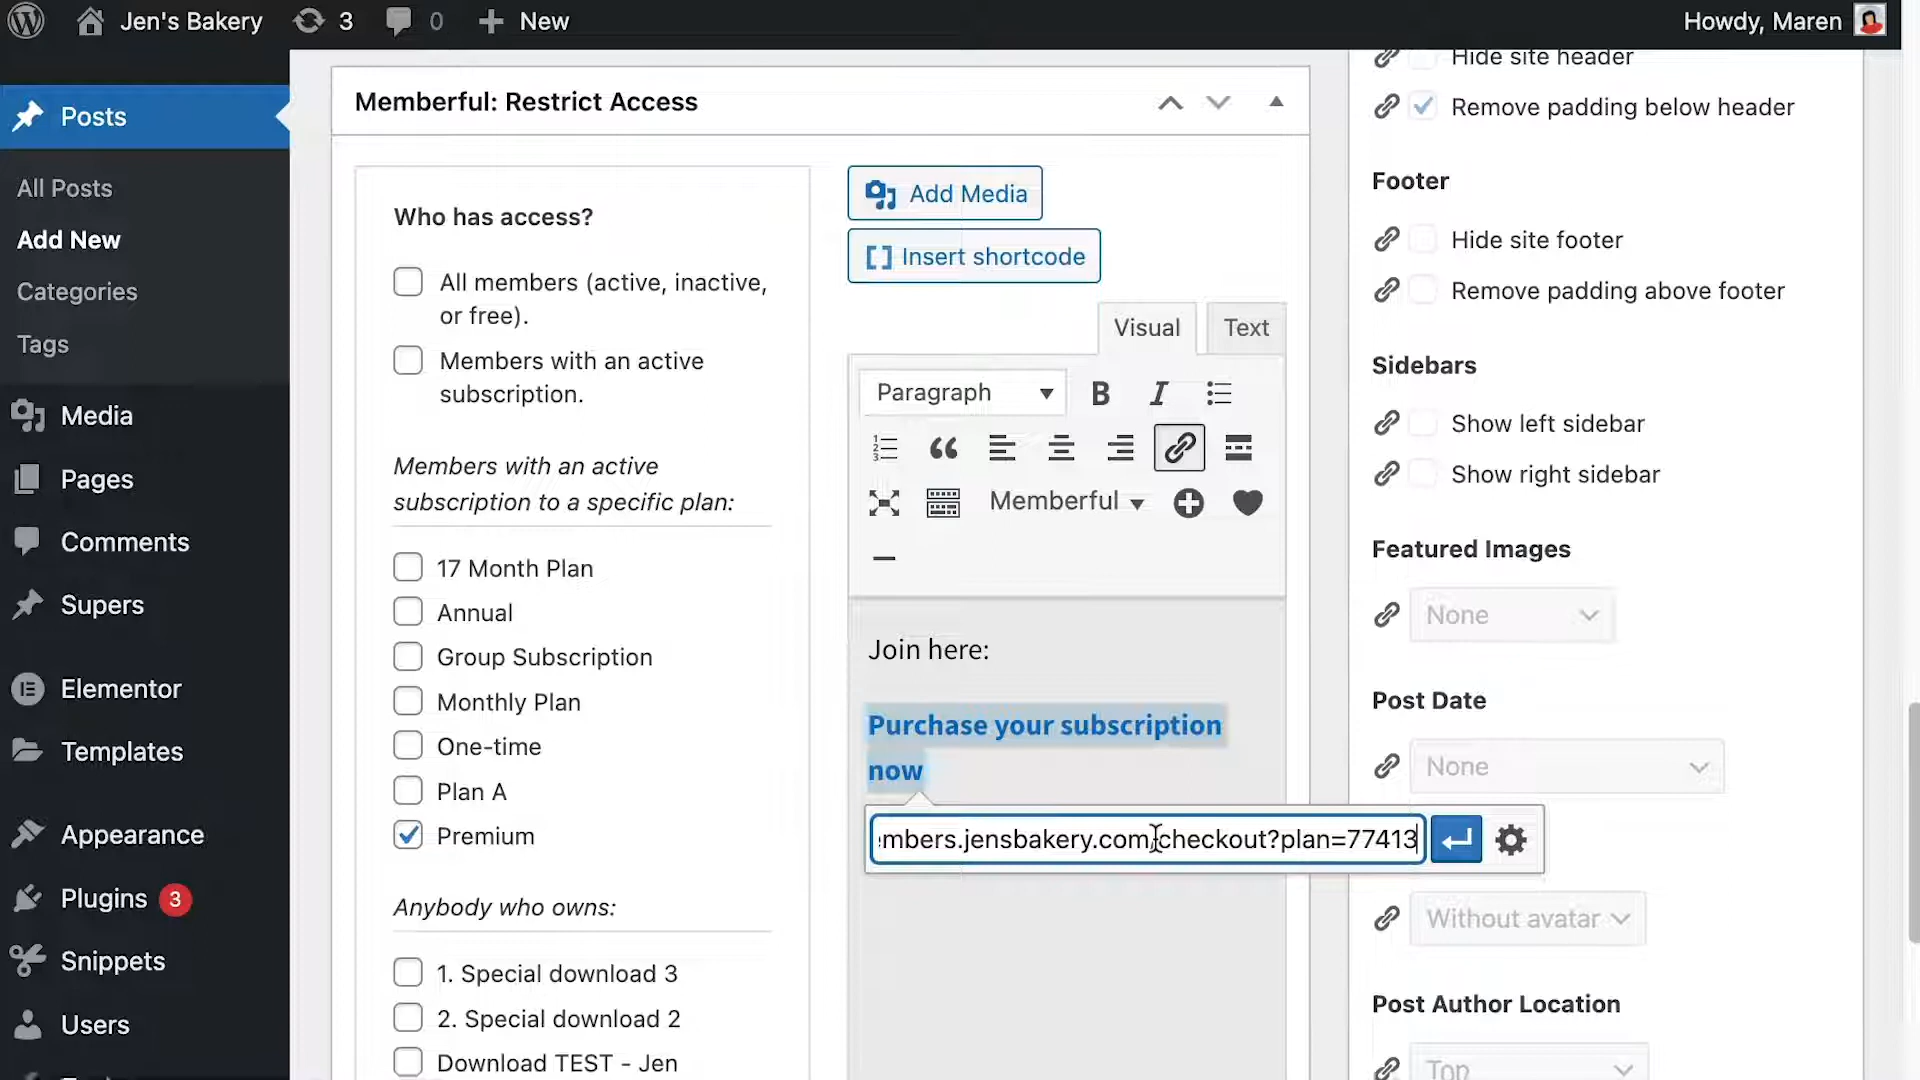 Jen's Bakery
3
0
New
Howdy, Maren
Posts
All Posts
Add New
Categories
Tags
Media
Pages
Comments
Supers
Elementor
Templates
Appearance
Plugins 3
Snippets
Users
Memberful: Restrict Access
Who has access?
All members (active, inactive,
or free).
Members with an active
subscription.
Members with an active
subscription to a specific plan:
17 Month Plan
Annual
Group Subscription
Monthly Plan
One-time
Plan A
Premium
Anybody who owns:
1. Special download 3
2. Special download 2
Download TEST - Jen
Add Media
Insert shortcode
Visual
Text
Paragraph
B
I
Memberful
Join here:
Purchase your subscription
now
mbers.jensbakery.com/checkout?plan=77413
Hide site header
Remove padding below header
Footer
Hide site footer
Remove padding above footer
Sidebars
Show left sidebar
Show right sidebar
Featured Images
None
Post Date
None
Without avatar
Post Author Location
Top